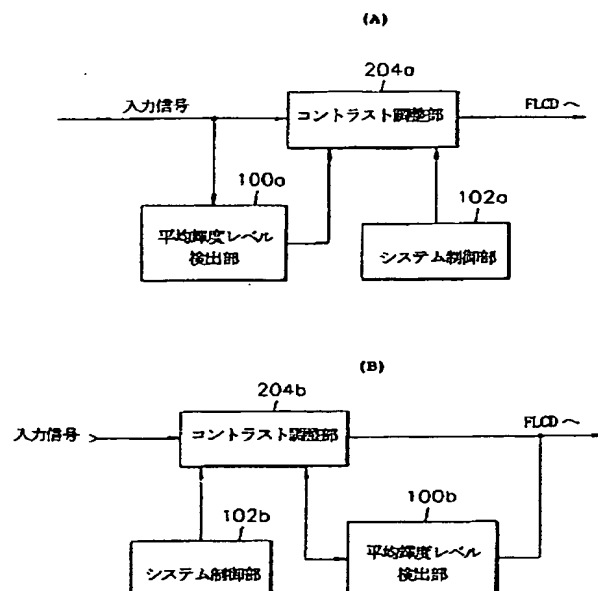 (A)
204a
入力信号
コントラスト調整部
FLCDへ
100a
102a
平均輝度レベル
検出部
システム制御部
(B)
204b
入力信号
コントラスト調整部
FLCDへ
102b
100b
システム制御部
平均輝度レベル
検出部